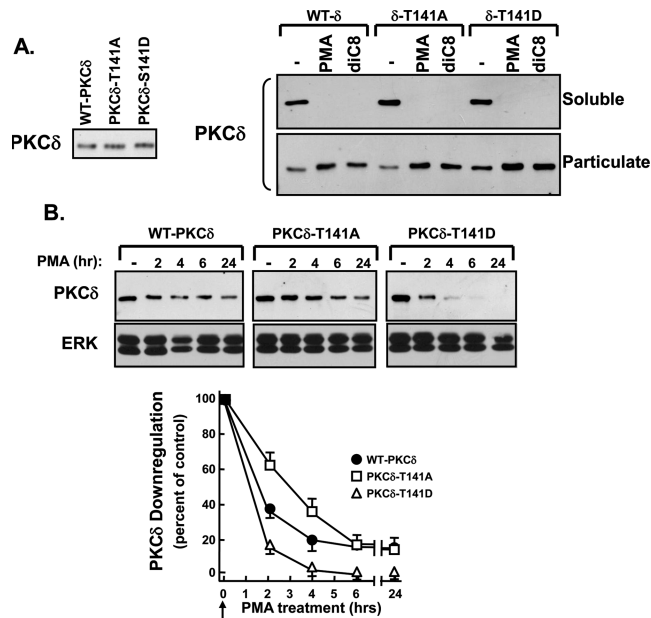 A.
WT-PKCδ
PKCδ-T141A
PKCδ-S141D
PKCδ
WT-δ δ-T141A δ-T141D
- PMA diC8 - PMA diC8 - PMA diC8
PKCδ
Soluble
Particulate
B.
WT-PKCδ PKCδ-T141A PKCδ-T141D
PMA (hr): - 2 4 6 24 - 2 4 6 24 - 2 4 6 24
PKCδ
ERK
PKCδ Downregulation
(percent of control)
100
80
60
40
20
0
WT-PKCδ
PKCδ-T141A
PKCδ-T141D
0 1 2 3 4 5 6 24
PMA treatment (hrs)